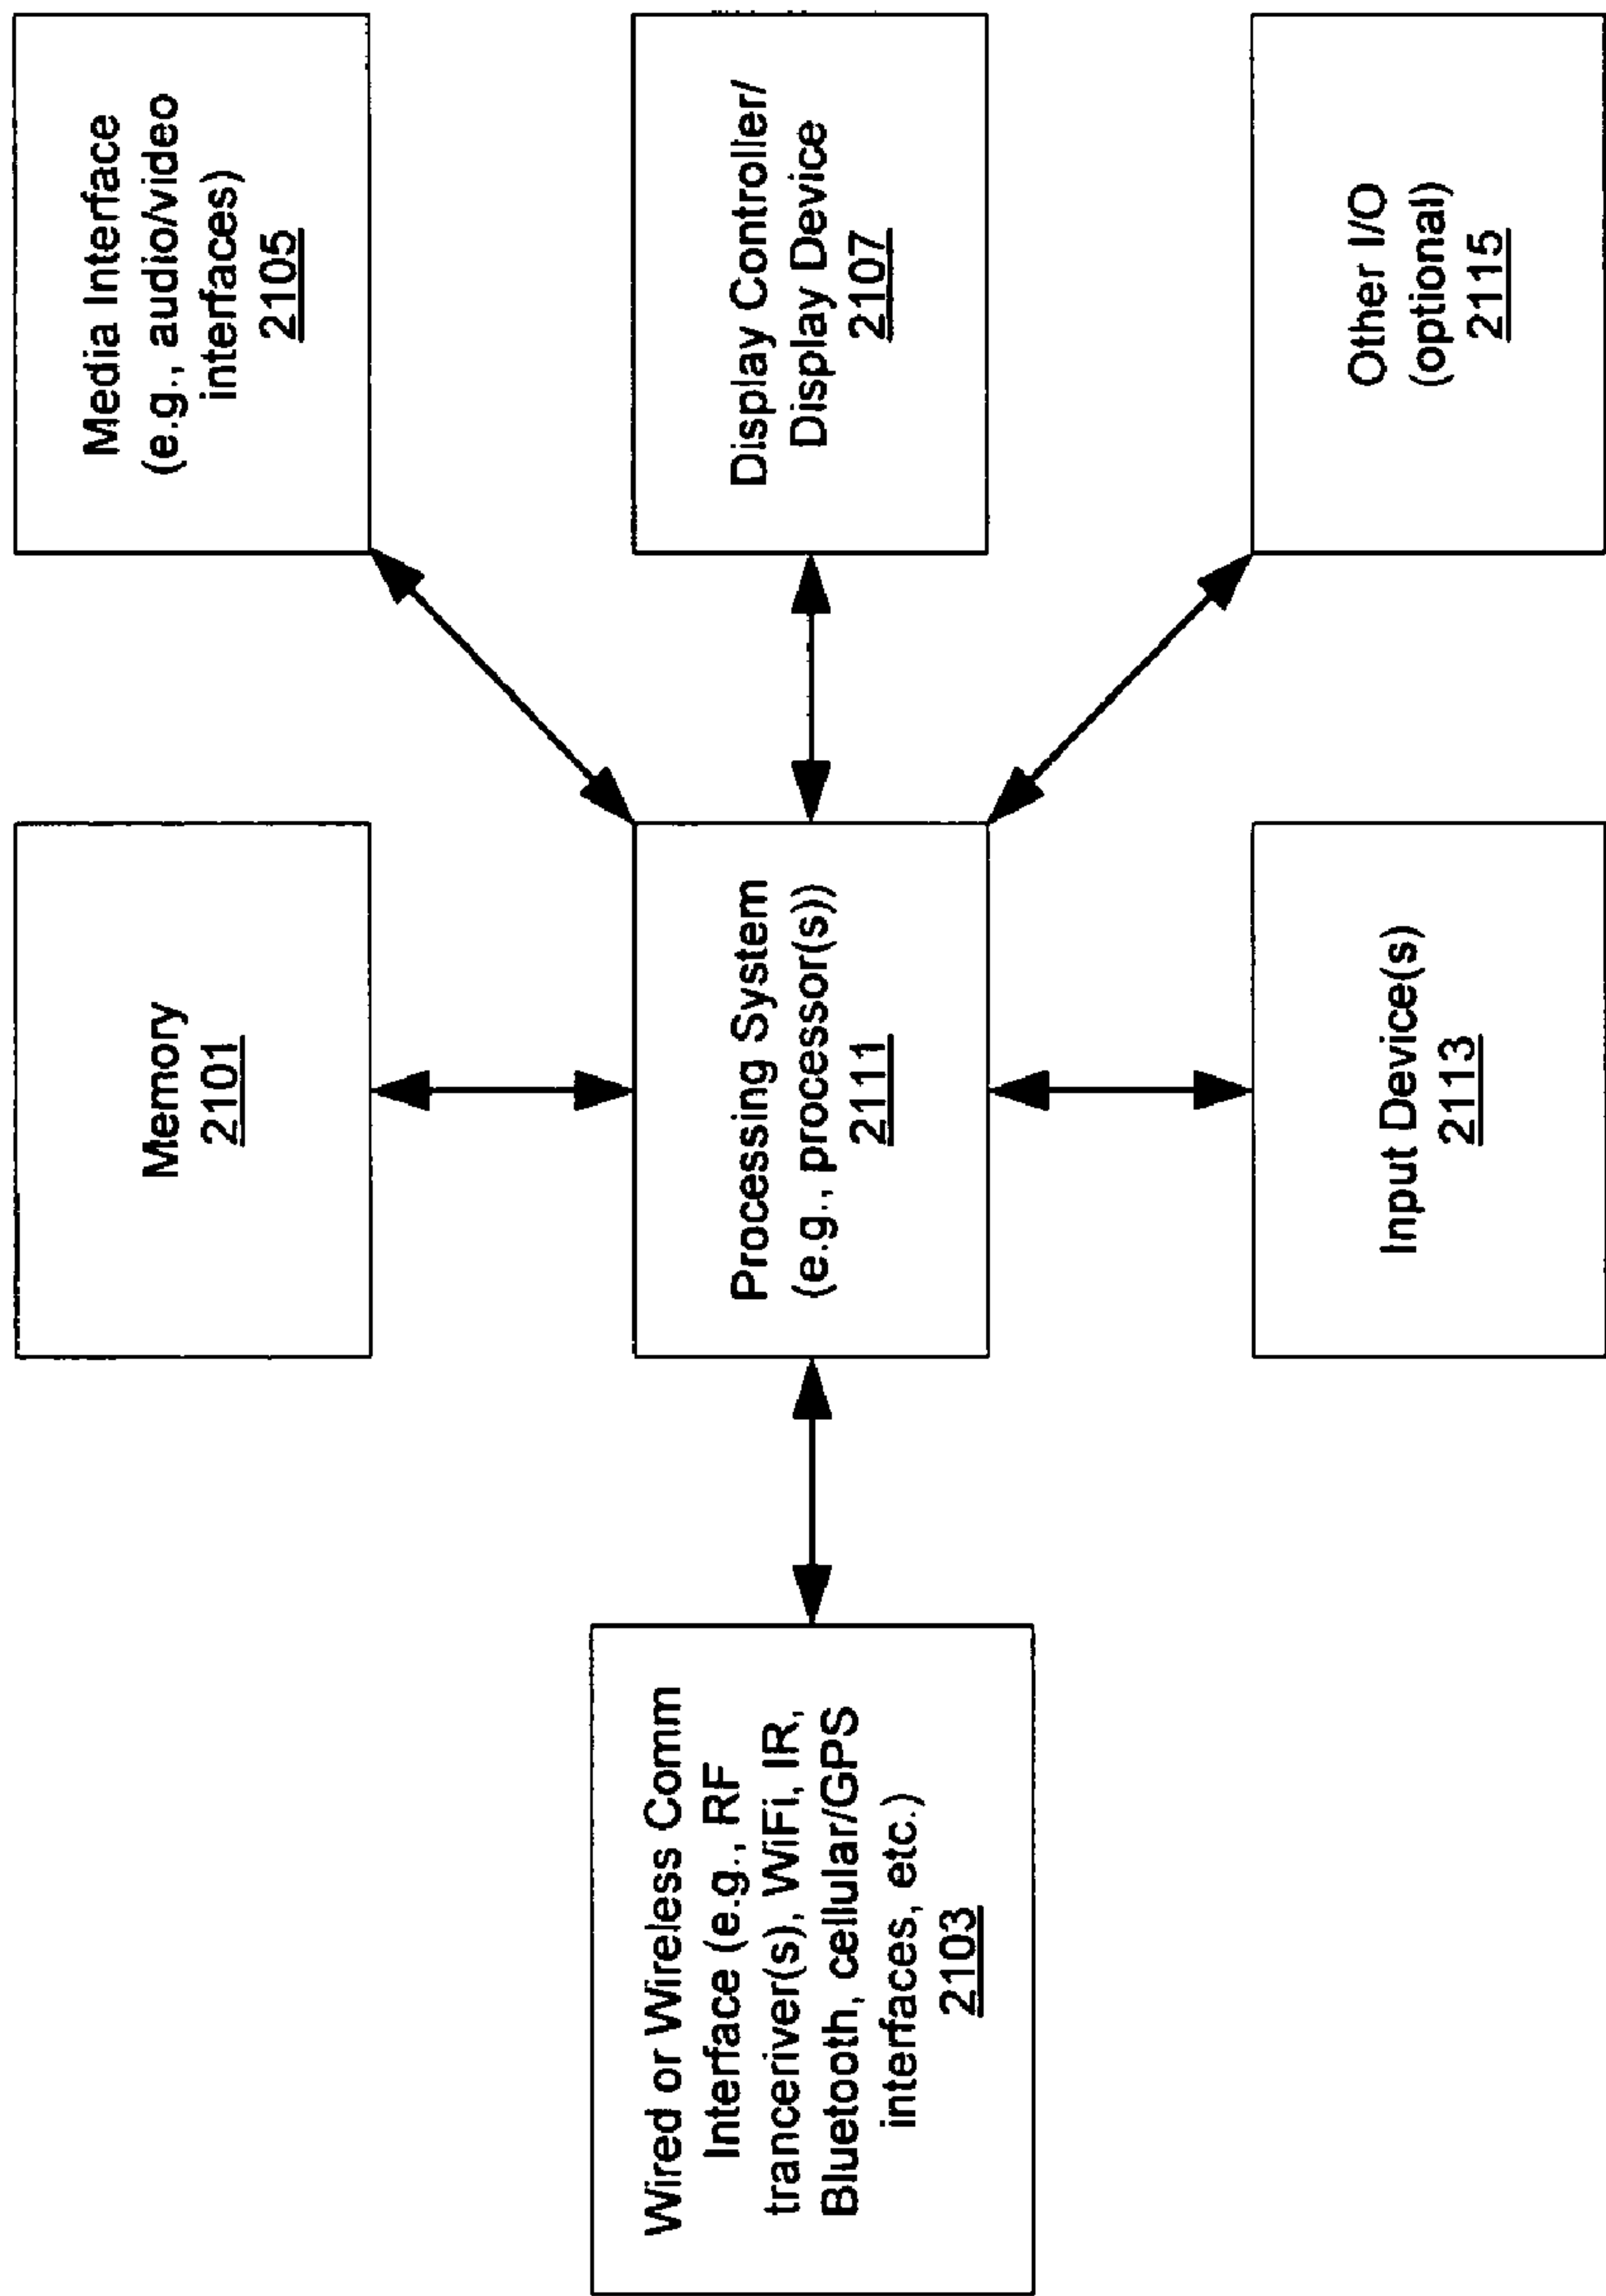 Memory
2101
Media Interface
(e.g., audio/video
interfaces)
2105
Wired or Wireless Comm
Interface (e.g., RF
tranceriver(s), WiFi, IR,
Bluetooth, cellular/GPS
interfaces, etc.)
2103
Processing System
(e.g., processor(s))
2111
Display Controller/
Display Device
2107
Input Device(s)
2113
Other I/O
(optional)
2115